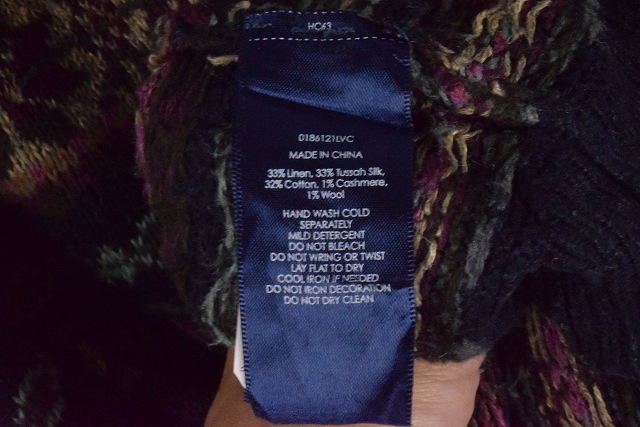 HC63
0186121LVC
MADE IN CHINA
33% Linen, 33% Tussah Silk,
32% Cotton, 1% Cashmere,
1% Wool
HAND WASH COLD
SEPARATELY
MILD DETERGENT
DO NOT BLEACH
DO NOT WRING OR TWIST
LAY FLAT TO DRY
COOL IRON IF NEEDED
DO NOT IRON DECORATION
DO NOT DRY CLEAN